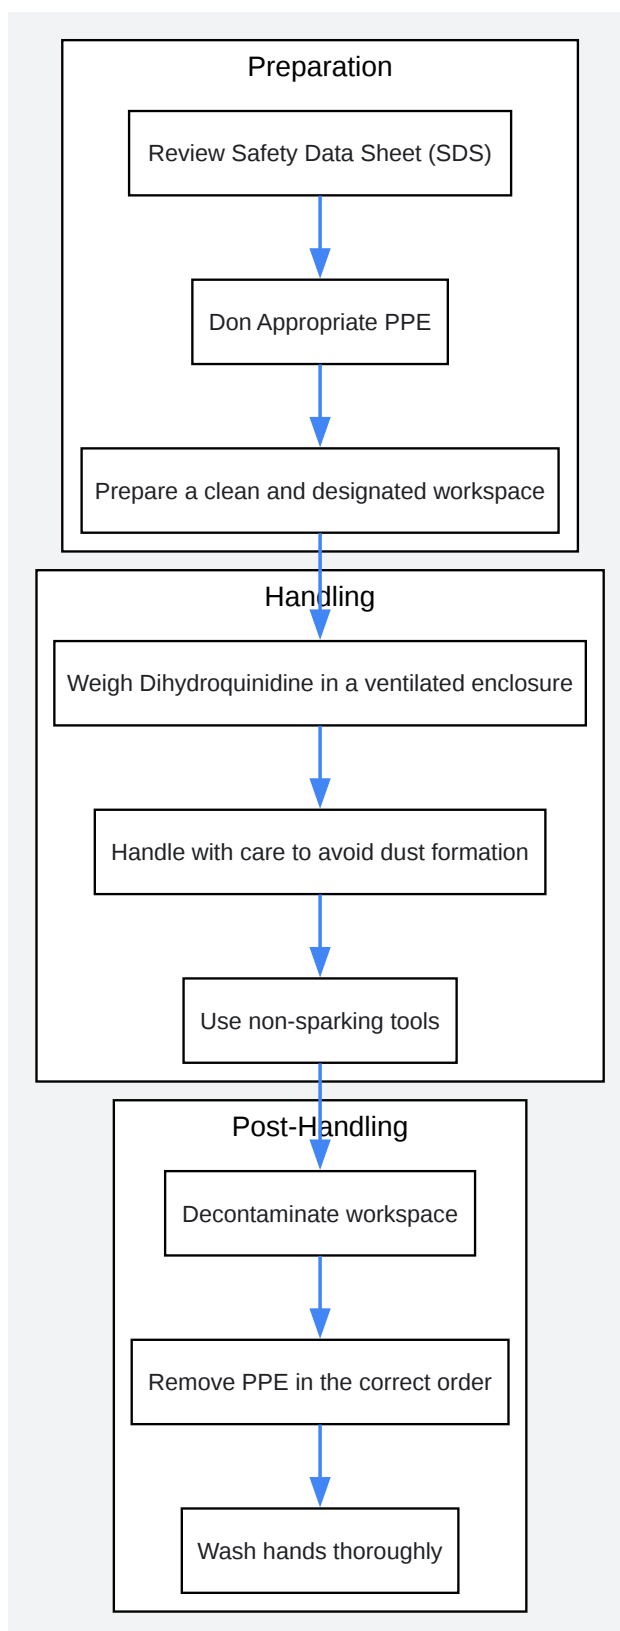 Preparation
Review Safety Data Sheet (SDS)
Don Appropriate PPE
Prepare a clean and designated workspace
Handling
Weigh Dihydroquinidine in a ventilated enclosure
Handle with care to avoid dust formation
Use non-sparking tools
Post-Handling
Decontaminate workspace
Remove PPE in the correct order
Wash hands thoroughly